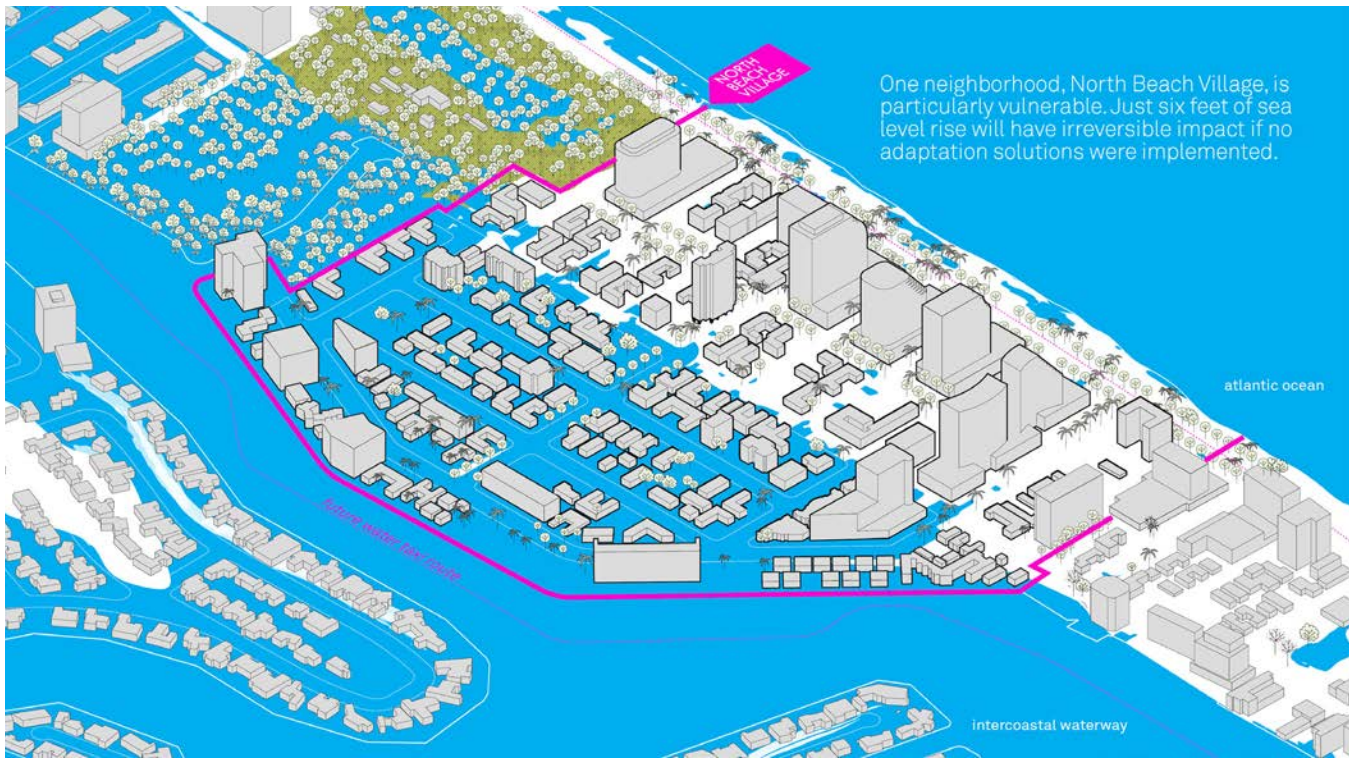 NORTH
BEACH
VILLAGE
One neighborhood, North Beach Village, is
particularly vulnerable. Just six feet of sea
level rise will have irreversible impact if no
adaptation solutions were implemented.
atlantic ocean
future water taxi route
intercoastal waterway